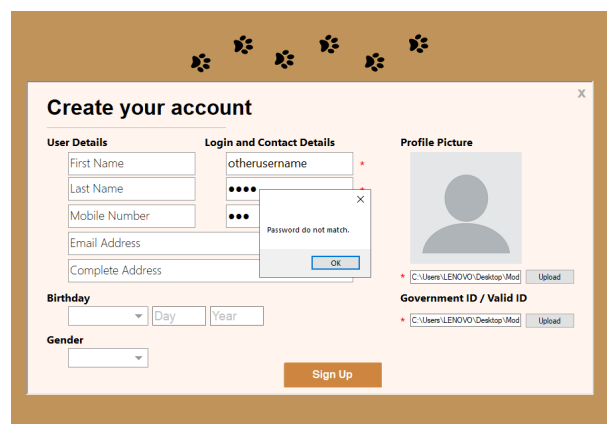 x
Create your account
User Details
Login and Contact Details
Profile Picture
First Name
otherusername
*
Last Name
●●●●
*
Mobile Number
●●●
Password do not match.
OK
Email Address
Complete Address
* C:\Users\LENOVO\Desktop\Mod
Upload
Birthday
Day
Year
Government ID / Valid ID
* C:\Users\LENOVO\Desktop\Mod
Upload
Gender
Sign Up